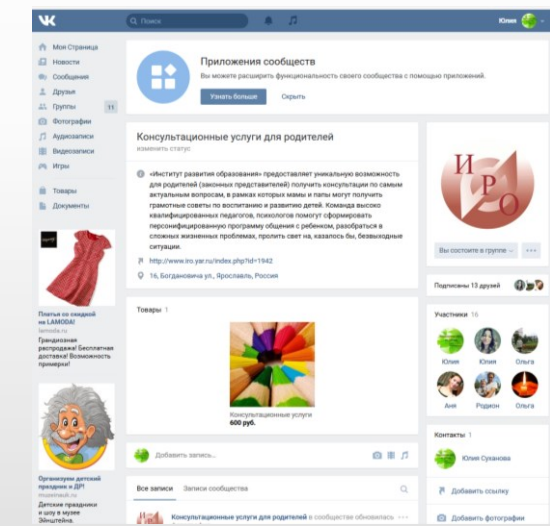 Поиск
Юлия
Моя Страница
Новости
Сообщения
Друзья
Группы 11
Фотографии
Аудиозаписи
Видеозаписи
Игры
Товары
Документы
Платья со скидкой
на LAMODA!
lamoda.ru
Грандиозная
распродажа! Бесплатная
доставка! Возможность
примерки!
Организуем детский
праздник и ДР!
muzeinauk.ru
Детские праздники
и шоу в музее
Эйнштейна.
Приложения сообществ
Вы можете расширить функциональность своего сообщества с помощью приложений.
Узнать больше Скрыть
Консультационные услуги для родителей
изменить статус
«Институт развития образования» предоставляет уникальную возможность
для родителей (законных представителей) получить консультации по самым
актуальным вопросам, в рамках которых мамы и папы могут получить
грамотные советы по воспитанию и развитию детей. Команда высоко
квалифицированных педагогов, психологов помогут сформировать
персонифицированную программу общения с ребенком, разобраться в
сложных жизненных проблемах, пролить свет на, казалось бы, безвыходные
ситуации.
http://www.iro.yar.ru/index.php?id=1942
16, Богдановича ул., Ярославль, Россия
Товары 1
Консультационные услуги
600 руб.
Добавить запись...
Все записи Записи сообщества
Консультационные услуги для родителей в сообществе обновилась
ИРО
Вы состоите в группе
Подписаны 13 друзей
Участники 16
Юлия Юлия Ольга
Аня Родион Ольга
Контакты 1
Юлия Суханова
Добавить ссылку
Добавить фотографии